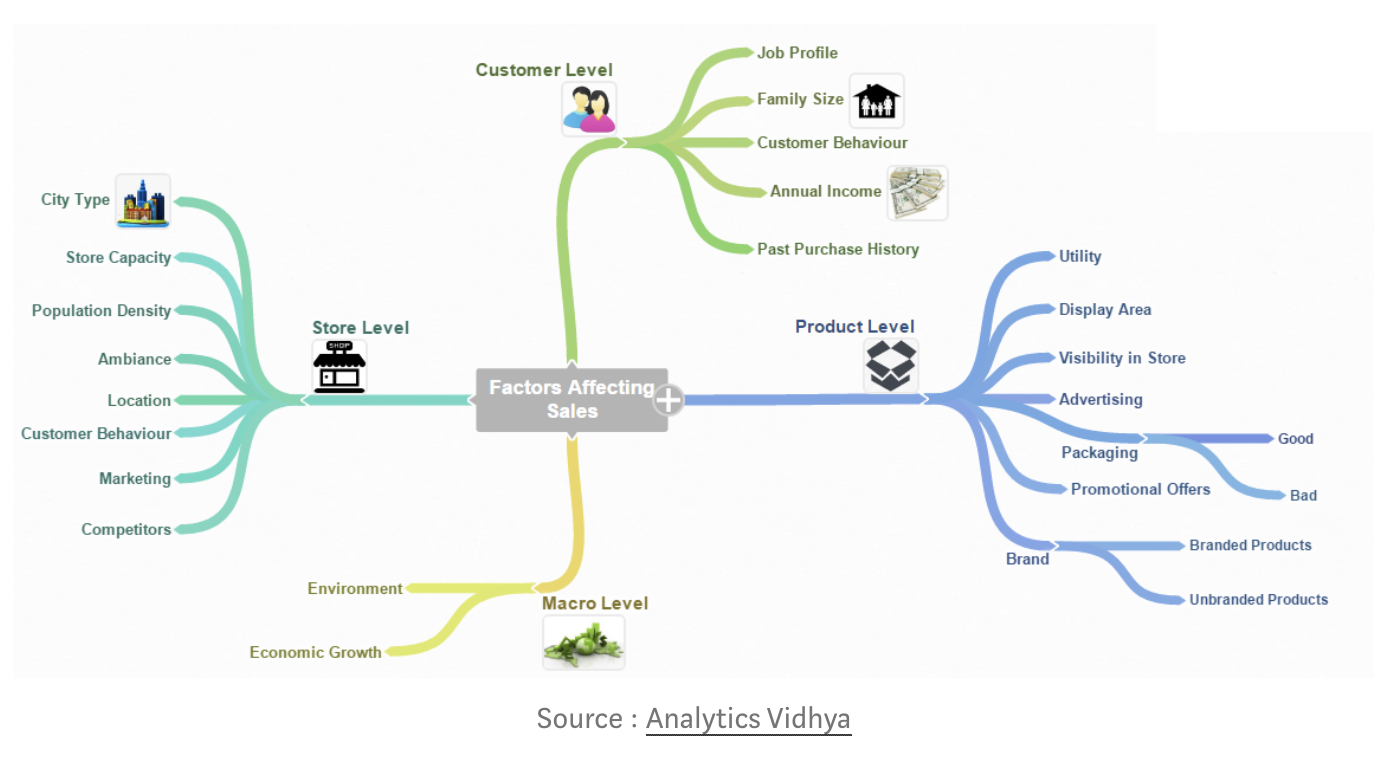 Customer Level
Job Profile
Family Size
Customer Behaviour
Annual Income
Past Purchase History
City Type
Store Capacity
Population Density
Ambiance
Location
Customer Behaviour
Marketing
Competitors
Store Level
SHOP
Factors Affecting
Sales
Product Level
Utility
Display Area
Visibility in Store
Advertising
Packaging
Good
Bad
Promotional Offers
Brand
Branded Products
Unbranded Products
Environment
Economic Growth
Macro Level
Source : Analytics Vidhya